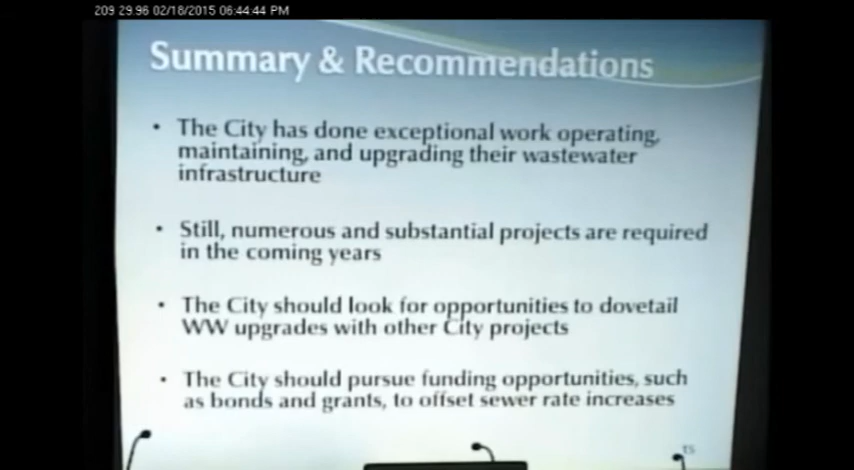 209 29.96 02/18/2015 06:44:44 PM
Summary & Recommendations
• The City has done exceptional work operating,
maintaining, and upgrading their wastewater
infrastructure
• Still, numerous and substantial projects are required
in the coming years
• The City should look for opportunities to dovetail
WW upgrades with other City projects
• The City should pursue funding opportunities, such
as bonds and grants, to offset sewer rate increases
15